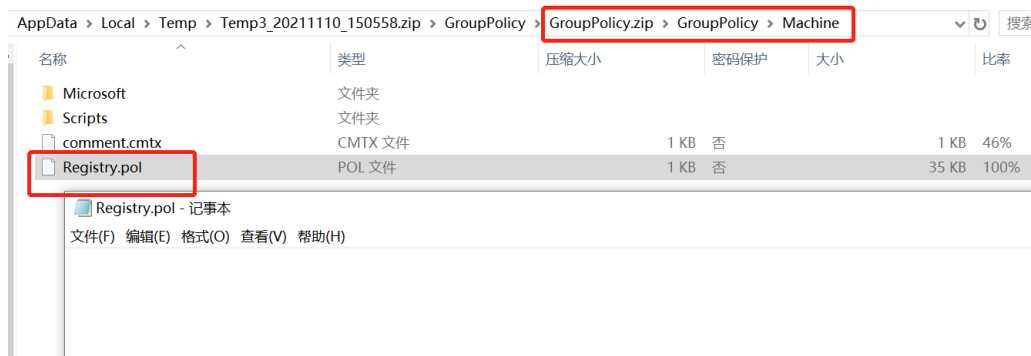 AppData > Local > Temp > Temp3_20211110_150558.zip > GroupPolicy > GroupPolicy.zip > GroupPolicy > Machine 搜索
名称 类型 压缩大小 密码保护 大小 比率
Microsoft 文件夹
Scripts 文件夹
comment.cmtx CMTX 文件 1 KB 否 1 KB 46%
Registry.pol POL 文件 1 KB 否 35 KB 100%
Registry.pol - 记事本
文件(F) 编辑(E) 格式(O) 查看(V) 帮助(H)